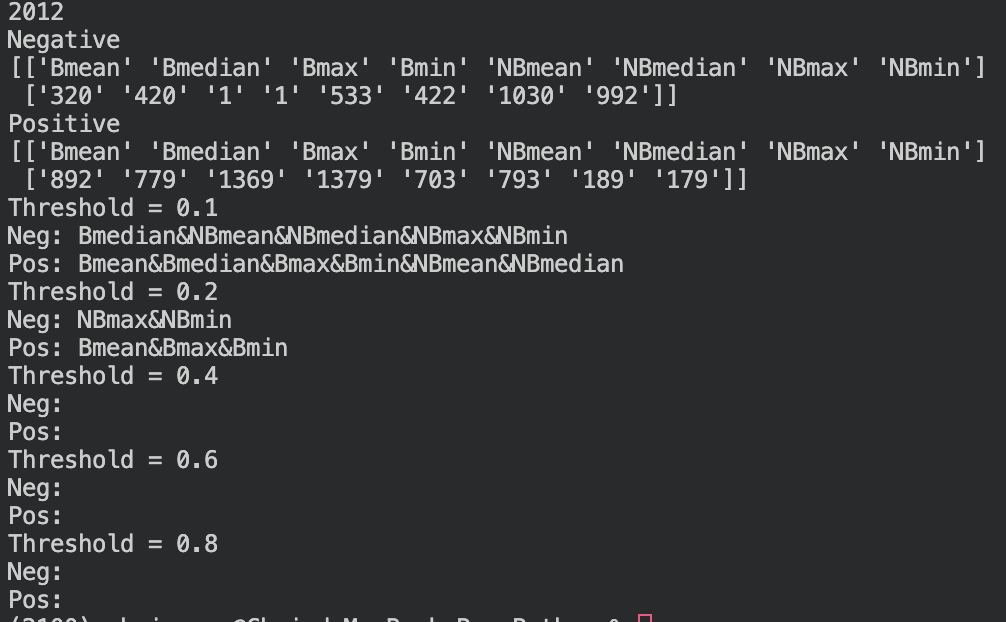 2012
Negative
[['Bmean' 'Bmedian' 'Bmax' 'Bmin' 'NBmean' 'NBmedian' 'NBmax' 'NBmin']
 ['320' '420' '1' '1' '533' '422' '1030' '992']]
Positive
[['Bmean' 'Bmedian' 'Bmax' 'Bmin' 'NBmean' 'NBmedian' 'NBmax' 'NBmin']
 ['892' '779' '1369' '1379' '703' '793' '189' '179']]
Threshold = 0.1
Neg: Bmedian&NBmean&NBmedian&NBmax&NBmin
Pos: Bmean&Bmedian&Bmax&Bmin&NBmean&NBmedian
Threshold = 0.2
Neg: NBmax&NBmin
Pos: Bmean&Bmax&Bmin
Threshold = 0.4
Neg:
Pos:
Threshold = 0.6
Neg:
Pos:
Threshold = 0.8
Neg:
Pos: